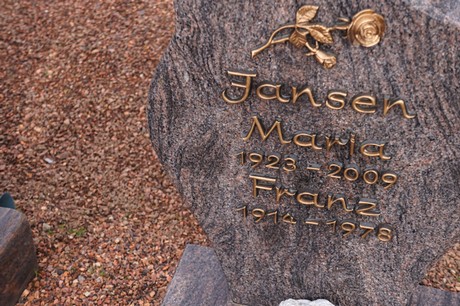 Jansen
Maria
1923 - 2009
Franz
1914 - 1978